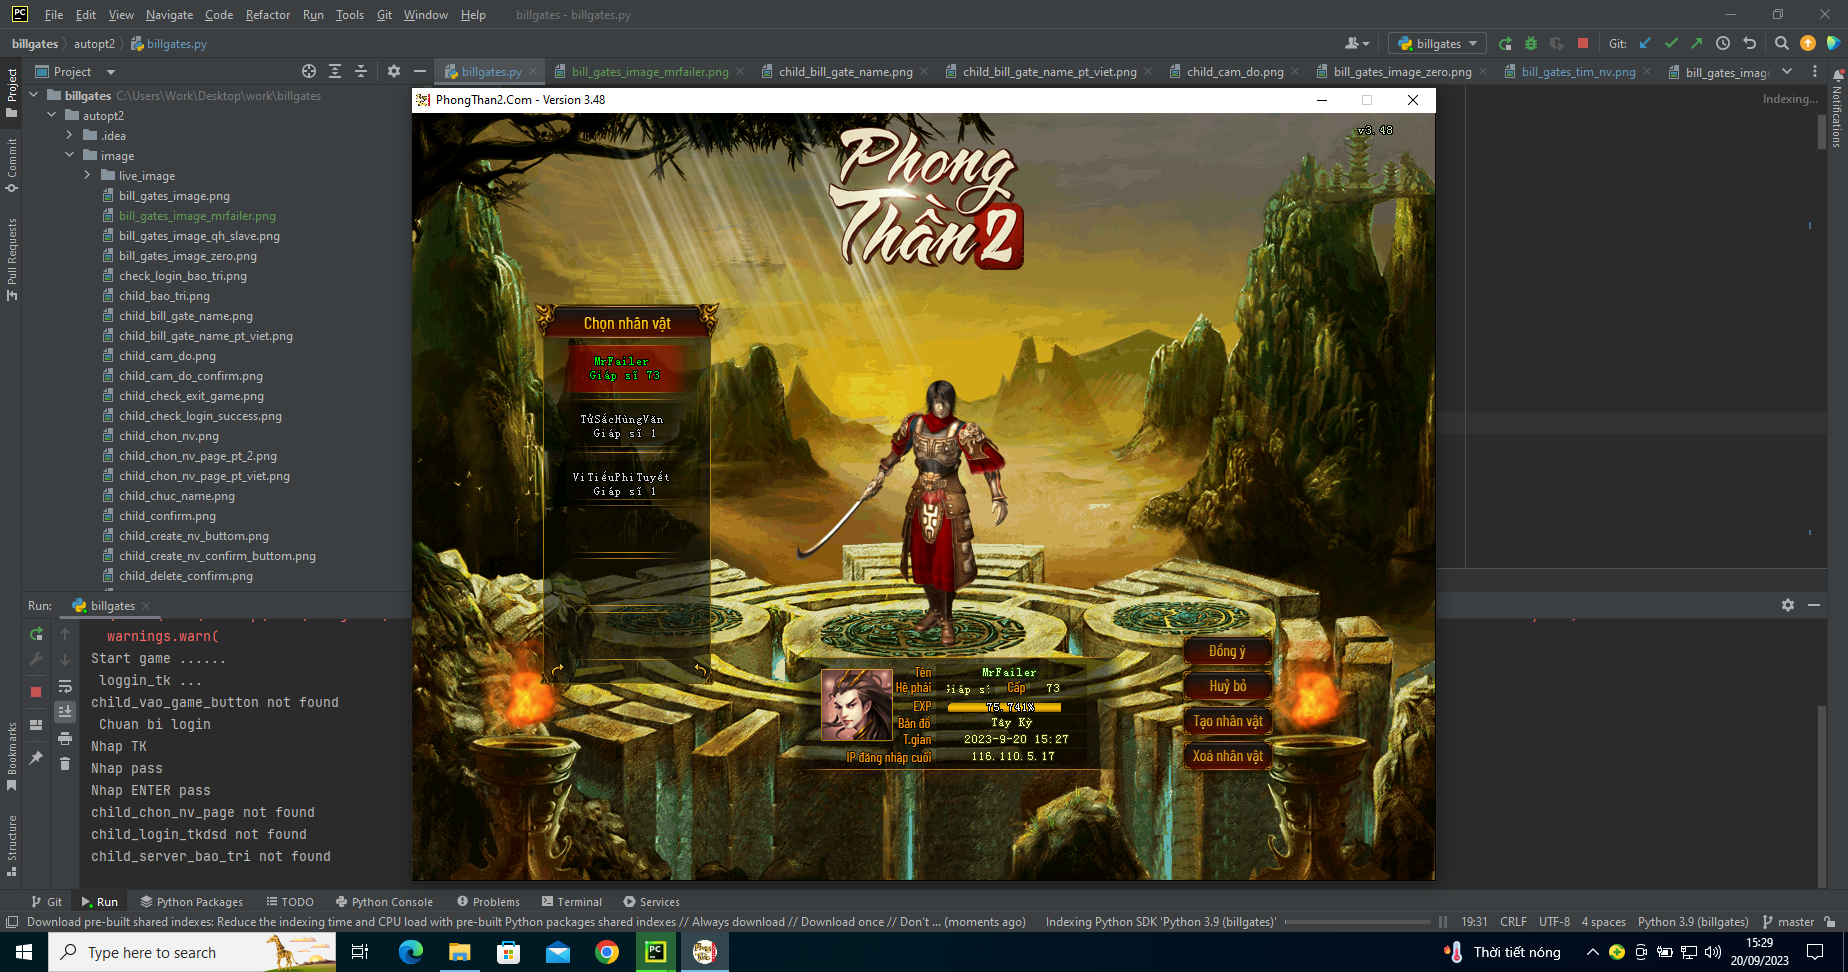 File Edit View Navigate Code Refactor Run Tools Git Window Help billgates - billgates.py
billgates autopt2 billgates.py
billgates Git:
Project
billgates.py bill_gates_image_mrfailer.png child_bill_gate_name.png child_bill_gate_name_pt_viet.png child_cam_do.png bill_gates_image_zero.png bill_gates_tim_nv.png bill_gates_imag
Indexing...
Project
Commit
Pull Requests
Bookmarks
Structure
Notifications
billgates C:\Users\Work\Desktop\work\billgates
autopt2
.idea
image
live_image
bill_gates_image.png
bill_gates_image_mrfailer.png
bill_gates_image_qh_slave.png
bill_gates_image_zero.png
check_login_bao_tri.png
child_bao_tri.png
child_bill_gate_name.png
child_bill_gate_name_pt_viet.png
child_cam_do.png
child_cam_do_confirm.png
child_check_exit_game.png
child_check_login_success.png
child_chon_nv.png
child_chon_nv_page_pt_2.png
child_chon_nv_page_pt_viet.png
child_chuc_name.png
child_confirm.png
child_create_nv_buttom.png
child_create_nv_confirm_buttom.png
child_delete_confirm.png
PhongThan2.Com - Version 3.48
v3.48
Phong
Thần 2
Chọn nhân vật
MrFailer
Giáp sĩ 73
TửSắcHùngVăn
Giáp sĩ 1
ViTiếuPhiTuyết
Giáp sĩ 1
Tên MrFailer
Hệ phái Giáp s Cấp 73
EXP 75.741%
Bản đồ Tây Kỳ
T.gian 2023-9-20 15:27
IP đăng nhập cuối 116.110.5.17
Đồng ý
Huỷ bỏ
Tạo nhân vật
Xoá nhân vật
Run: billgates
warnings.warn(
Start game ......
loggin_tk ...
child_vao_game_button not found
Chuan bi login
Nhap TK
Nhap pass
Nhap ENTER pass
child_chon_nv_page not found
child_login_tkdsd not found
child_server_bao_tri not found
Git Run Python Packages TODO Python Console Problems Terminal Services
Download pre-built shared indexes: Reduce the indexing time and CPU load with pre-built Python packages shared indexes // Always download // Download once // Don't ... (moments ago) Indexing Python SDK 'Python 3.9 (billgates)' 19:31 CRLF UTF-8 4 spaces Python 3.9 (billgates) master
Type here to search
Thời tiết nóng
15:29
20/09/2023